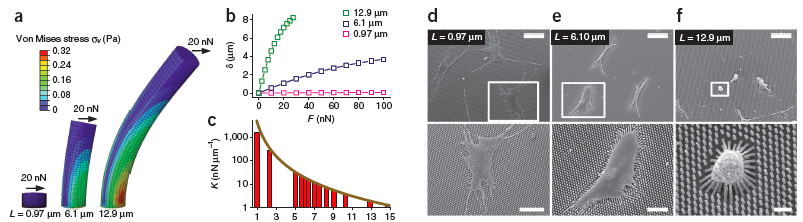 a
Von Mises stress σᵥ (Pa)
0.32
0.24
0.16
0.08
0
20 nN
20 nN
20 nN
L = 0.97 μm 6.1 μm 12.9 μm
b
12.9 μm
6.1 μm
0.97 μm
δ (μm)
8
6
4
2
0
0 20 40 60 80 100
F (nN)
c
K (nN μm⁻¹)
1,000
100
10
1
1 3 5 7 9 11 13 15
L (μm)
d
L = 0.97 μm
e
L = 6.10 μm
f
L = 12.9 μm